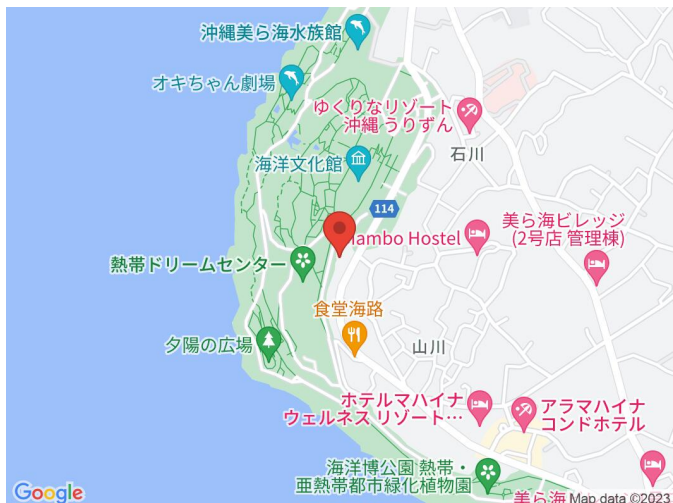 沖縄美ら海水族館
オキちゃん劇場
ゆくりなリゾート
沖縄 うりずん
石川
海洋文化館
114
美ら海ビレッジ
(2号店 管理棟)
Mambo Hostel
熱帯ドリームセンター
食堂海路
夕陽の広場
山川
ホテルマハイナ
ウェルネス リゾート…
アラマハイナ
コンドホテル
海洋博公園 熱帯・
亜熱帯都市緑化植物園
美ら海
Google
Map data ©2023